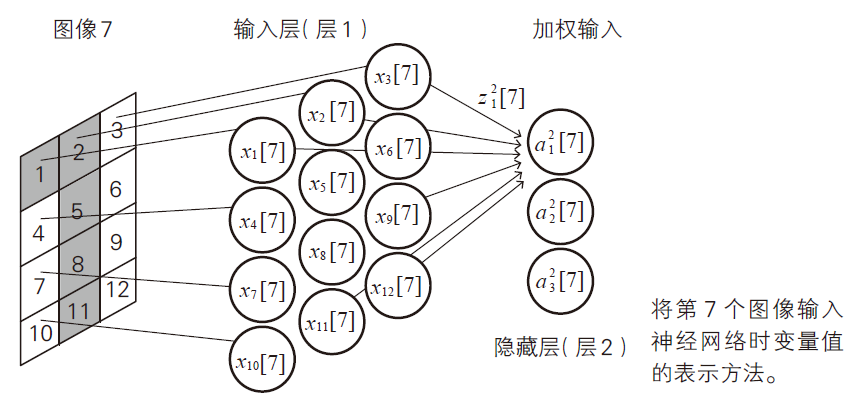 图像7
输入层(层1)
加权输入
1
2
3
4
5
6
7
8
9
10
11
12
x₃[7]
x₂[7]
x₁[7]
x₆[7]
x₅[7]
x₄[7]
x₉[7]
x₈[7]
x₇[7]
x₁₂[7]
x₁₁[7]
x₁₀[7]
z²₁[7]
a²₁[7]
a²₂[7]
a²₃[7]
隐藏层(层2)
将第7个图像输入
神经网络时变量值
的表示方法。